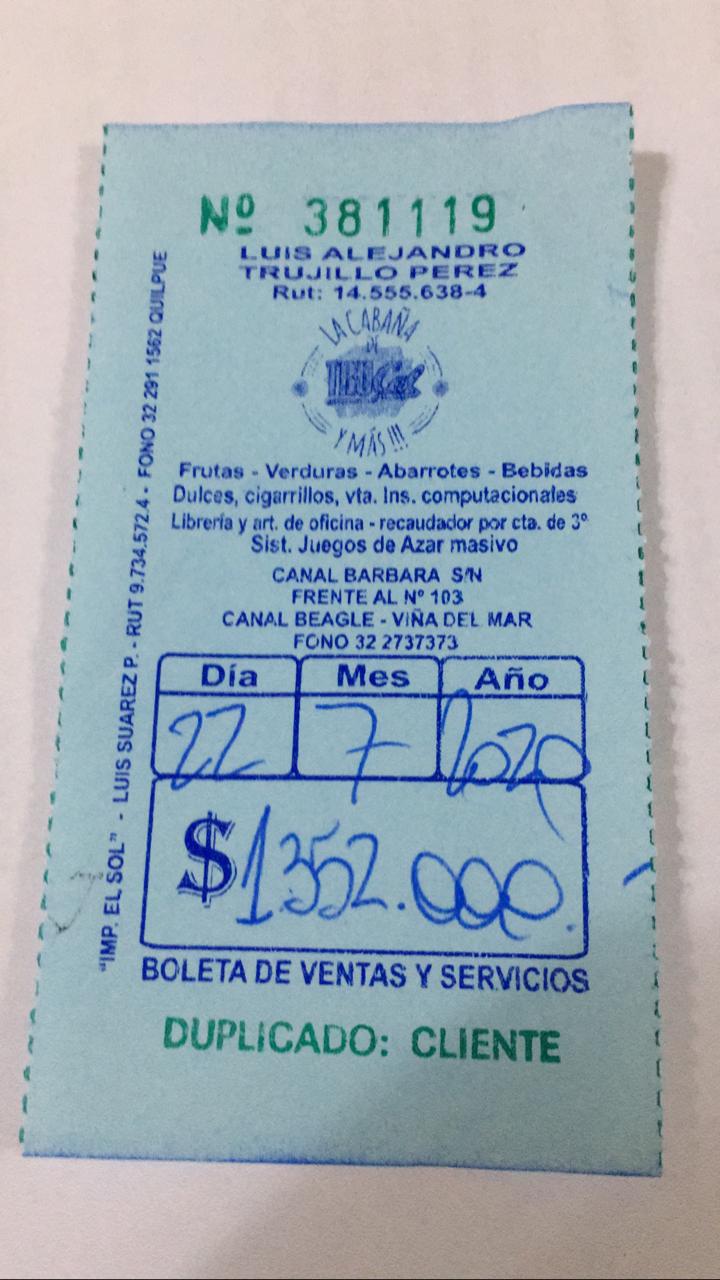 Nº 381119
LUIS ALEJANDRO
TRUJILLO PEREZ
Rut: 14.555.638-4
LA CABAÑA
DE
Y MÁS !!!
Frutas - Verduras - Abarrotes - Bebidas
Dulces, cigarrillos, vta. Ins. computacionales
Librería y art. de oficina - recaudador por cta. de 3º
Sist. Juegos de Azar masivo
CANAL BARBARA S/N
FRENTE AL Nº 103
CANAL BEAGLE - VIÑA DEL MAR
FONO 32 2737373
Día Mes Año
22 7 2020
$1.352.000.
BOLETA DE VENTAS Y SERVICIOS
DUPLICADO: CLIENTE
"IMP. EL SOL" - LUIS SUAREZ P. - RUT 9.734.572.4 - FONO 32 291 1562 QUILPUE